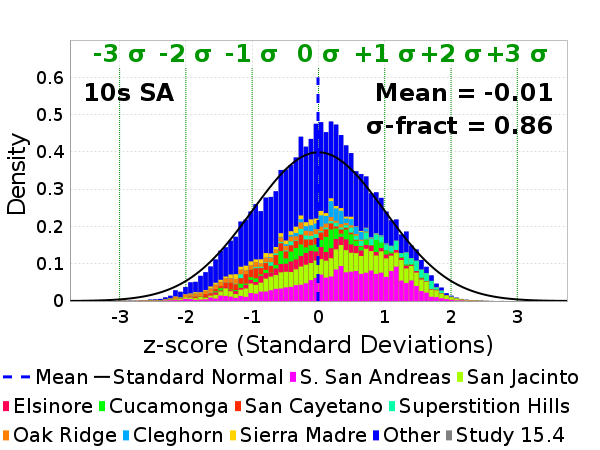 -3 σ -2 σ -1 σ 0 σ +1 σ +2 σ +3 σ
10s SA
Mean = -0.01
σ-fract = 0.86
Density
0.6
0.5
0.4
0.3
0.2
0.1
0
-3 -2 -1 0 1 2 3
z-score (Standard Deviations)
Mean Standard Normal S. San Andreas San Jacinto
Elsinore Cucamonga San Cayetano Superstition Hills
Oak Ridge Cleghorn Sierra Madre Other Study 15.4